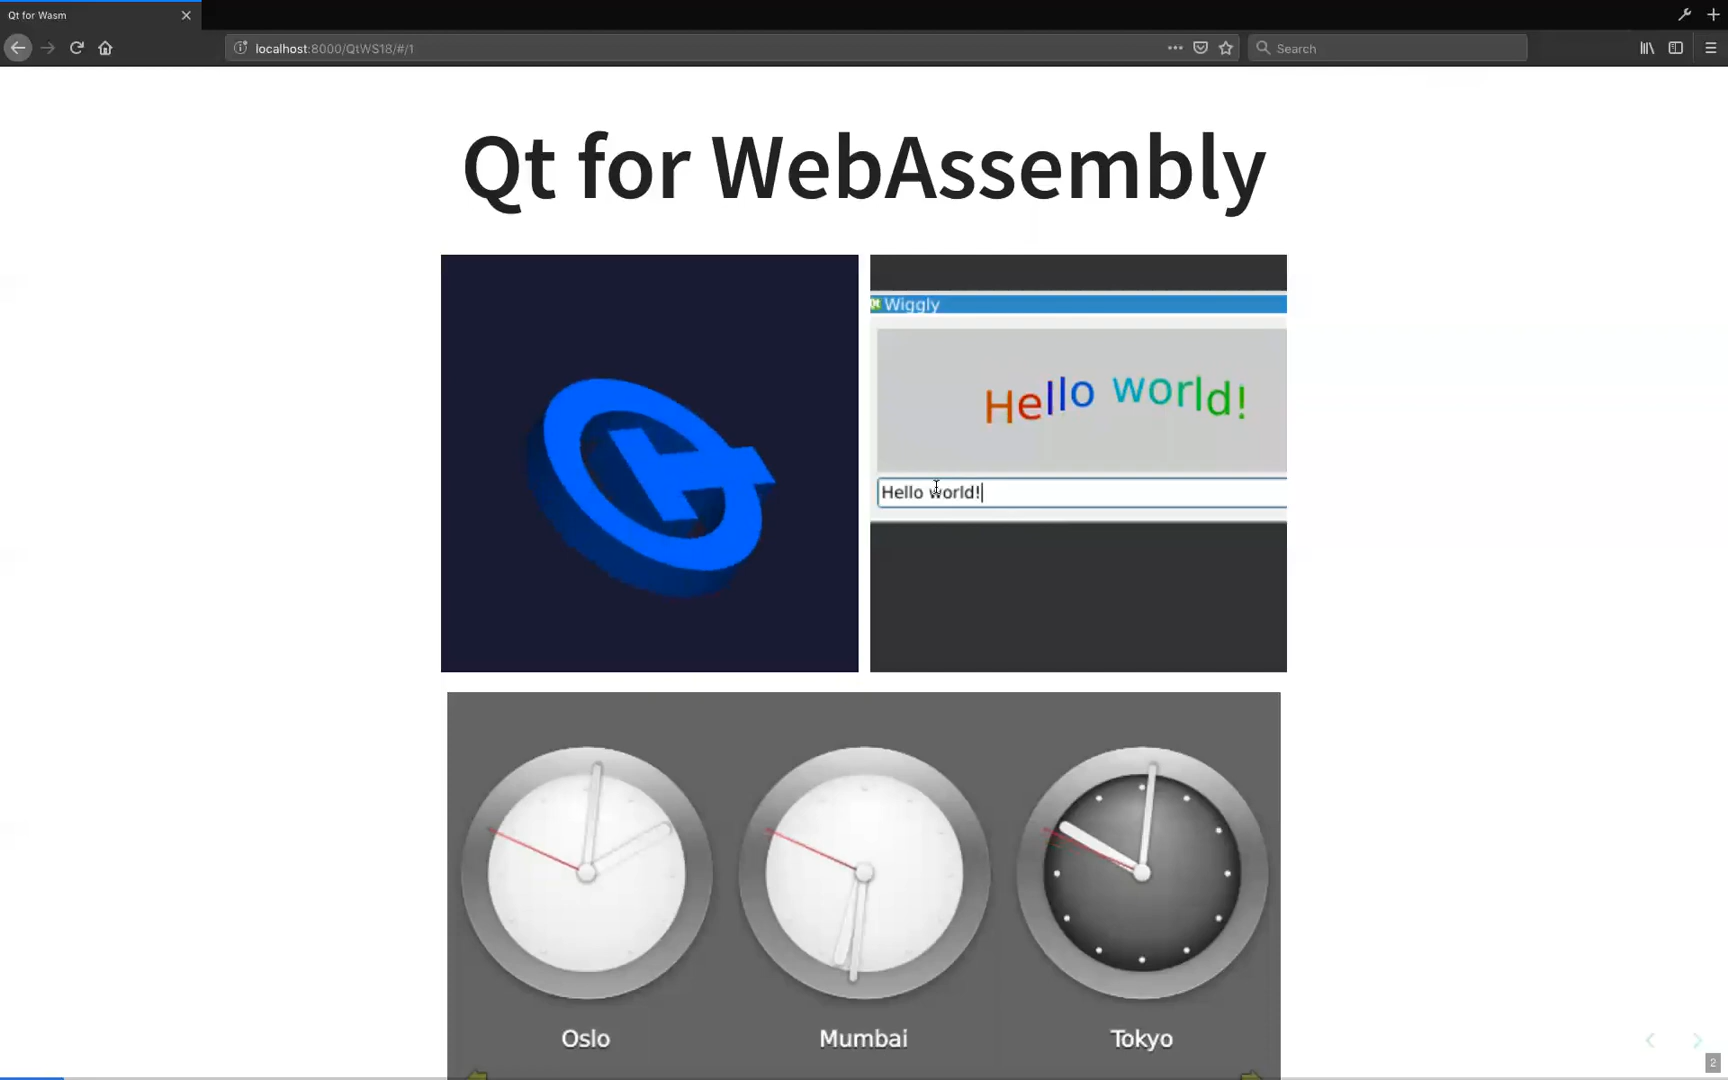 Qt for Wasm
localhost:8000/QtWS18/#/1
Search
Qt for WebAssembly
Qt Wiggly
Hello world!
Hello world!
Oslo
Mumbai
Tokyo
2